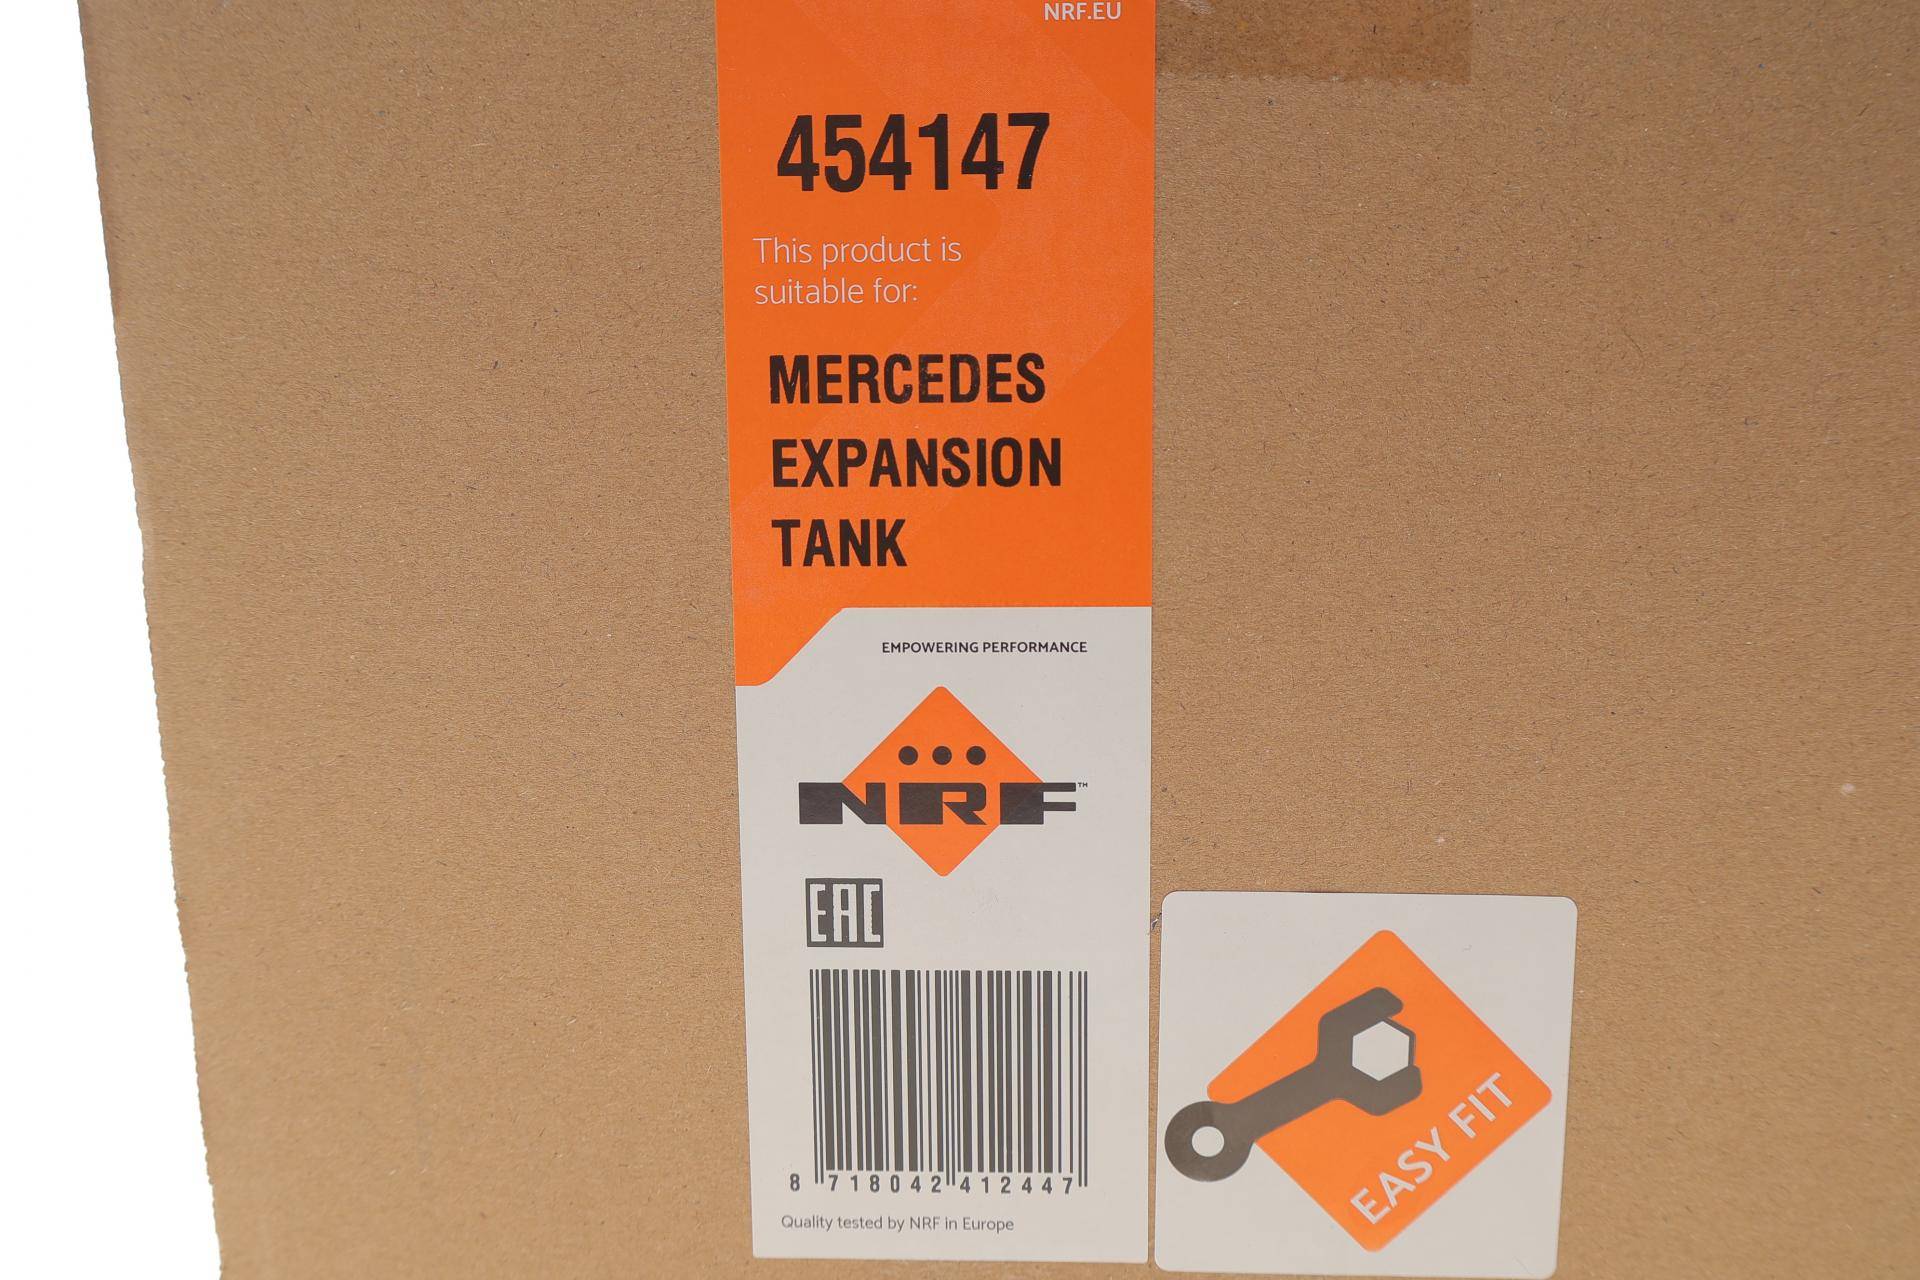 NRF.EU
454147
This product is
suitable for:
MERCEDES
EXPANSION
TANK
EMPOWERING PERFORMANCE
NRF™
EAC
8 718042 412447
Quality tested by NRF in Europe
EASY FIT